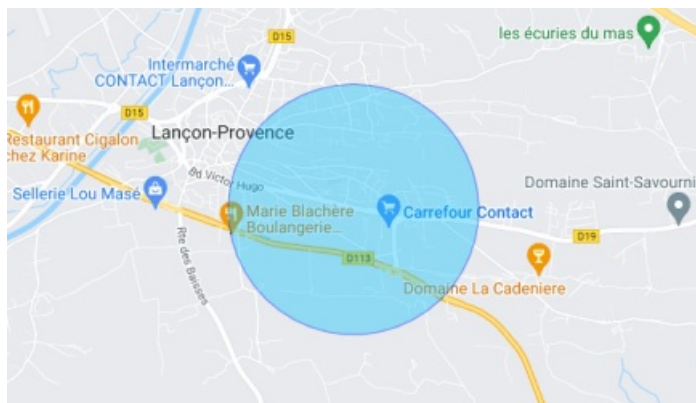 D15
les écuries du mas
Intermarché
CONTACT Lançon...
D15
Restaurant Cigalon
chez Karine
Lançon-Provence
Bd Victor Hugo
Sellerie Lou Masé
Domaine Saint-Savourni
Marie Blachère
Boulangerie...
Carrefour Contact
D19
Rte des Baisses
D113
Domaine La Cadeniere